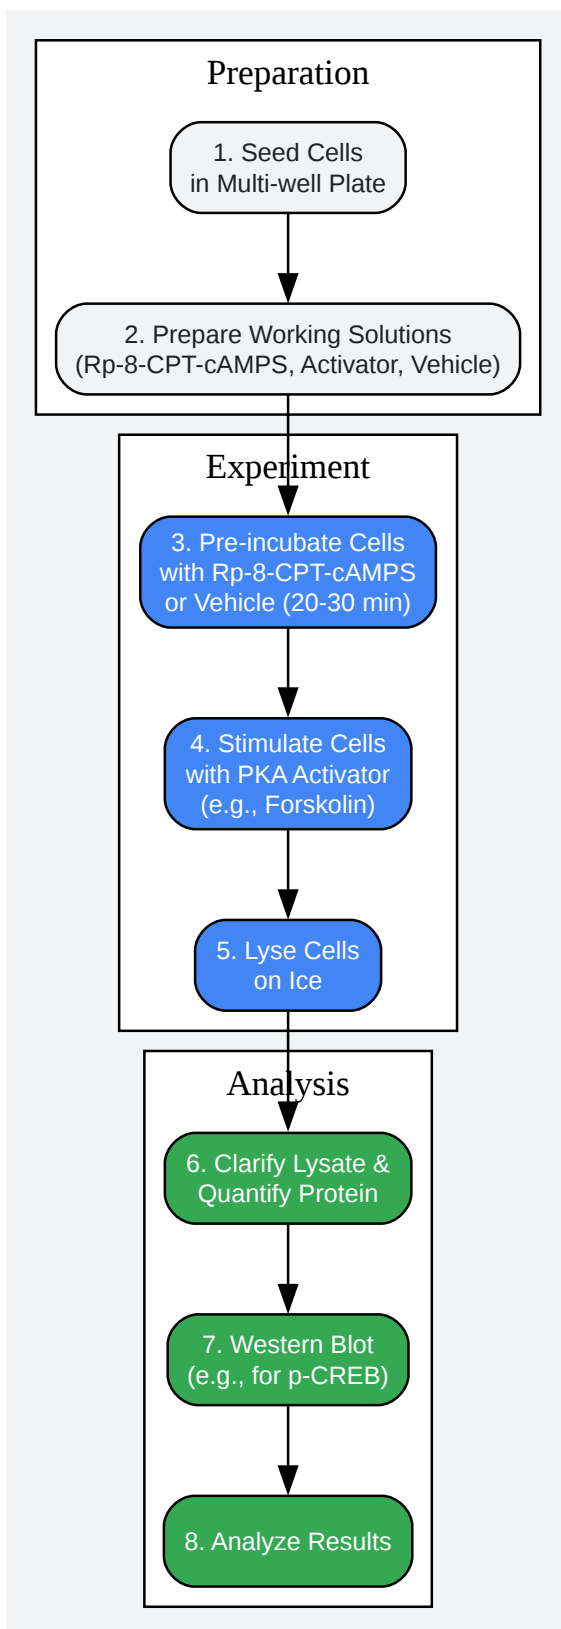 Preparation
1. Seed Cells
in Multi-well Plate
2. Prepare Working Solutions
(Rp-8-CPT-cAMPS, Activator, Vehicle)
Experiment
3. Pre-incubate Cells
with Rp-8-CPT-cAMPS
or Vehicle (20-30 min)
4. Stimulate Cells
with PKA Activator
(e.g., Forskolin)
5. Lyse Cells
on Ice
Analysis
6. Clarify Lysate &
Quantify Protein
7. Western Blot
(e.g., for p-CREB)
8. Analyze Results